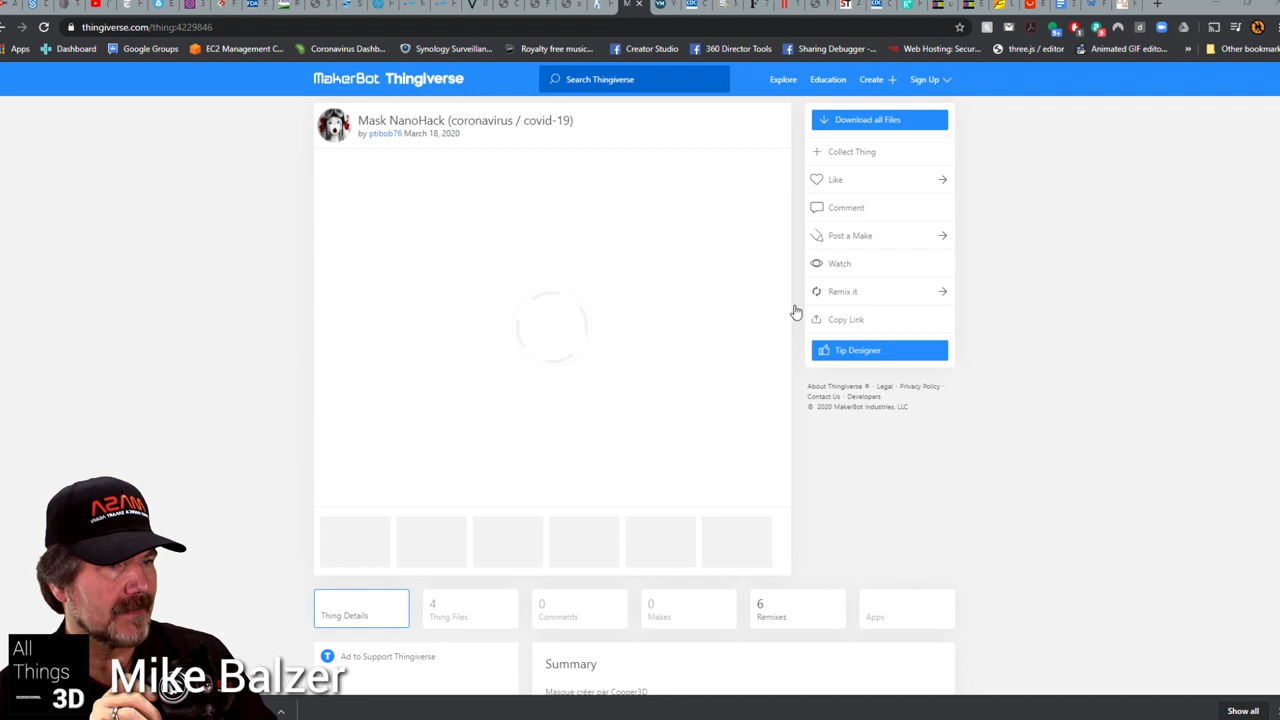 thingiverse.com/thing:4229846
Apps Dashboard Google Groups EC2 Management C... Coronavirus Dashb... Synology Surveillan... Royalty free music... Creator Studio 360 Director Tools Sharing Debugger -... Web Hosting: Secur... three.js / editor Animated GIF edito... » Other bookmark
MakerBot Thingiverse
Search Thingiverse
Explore Education Create Sign Up
Mask NanoHack (coronavirus / covid-19)
by ptibob76 March 18, 2020
Download all Files
Collect Thing
Like
Comment
Post a Make
Watch
Remix it
Copy Link
Tip Designer
About Thingiverse ® · Legal · Privacy Policy ·
Contact Us · Developers
© 2020 MakerBot Industries, LLC
Thing Details
4
Thing Files
0
Comments
0
Makes
6
Remixes
Apps
Ad to Support Thingiverse
Summary
Masque créer par Copper3D
All
Things
3D
Mike Balzer
Show all